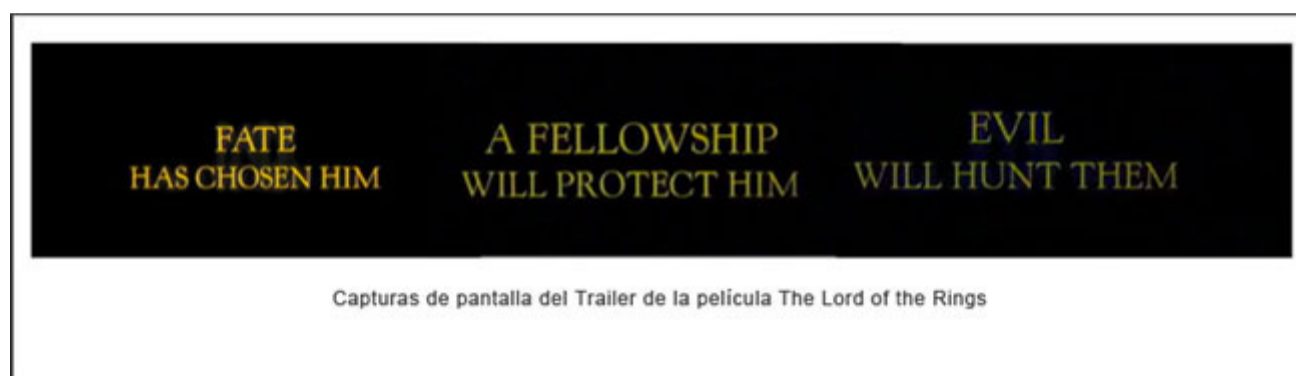 FATE
HAS CHOSEN HIM
A FELLOWSHIP
WILL PROTECT HIM
EVIL
WILL HUNT THEM
Capturas de pantalla del Trailer de la película The Lord of the Rings